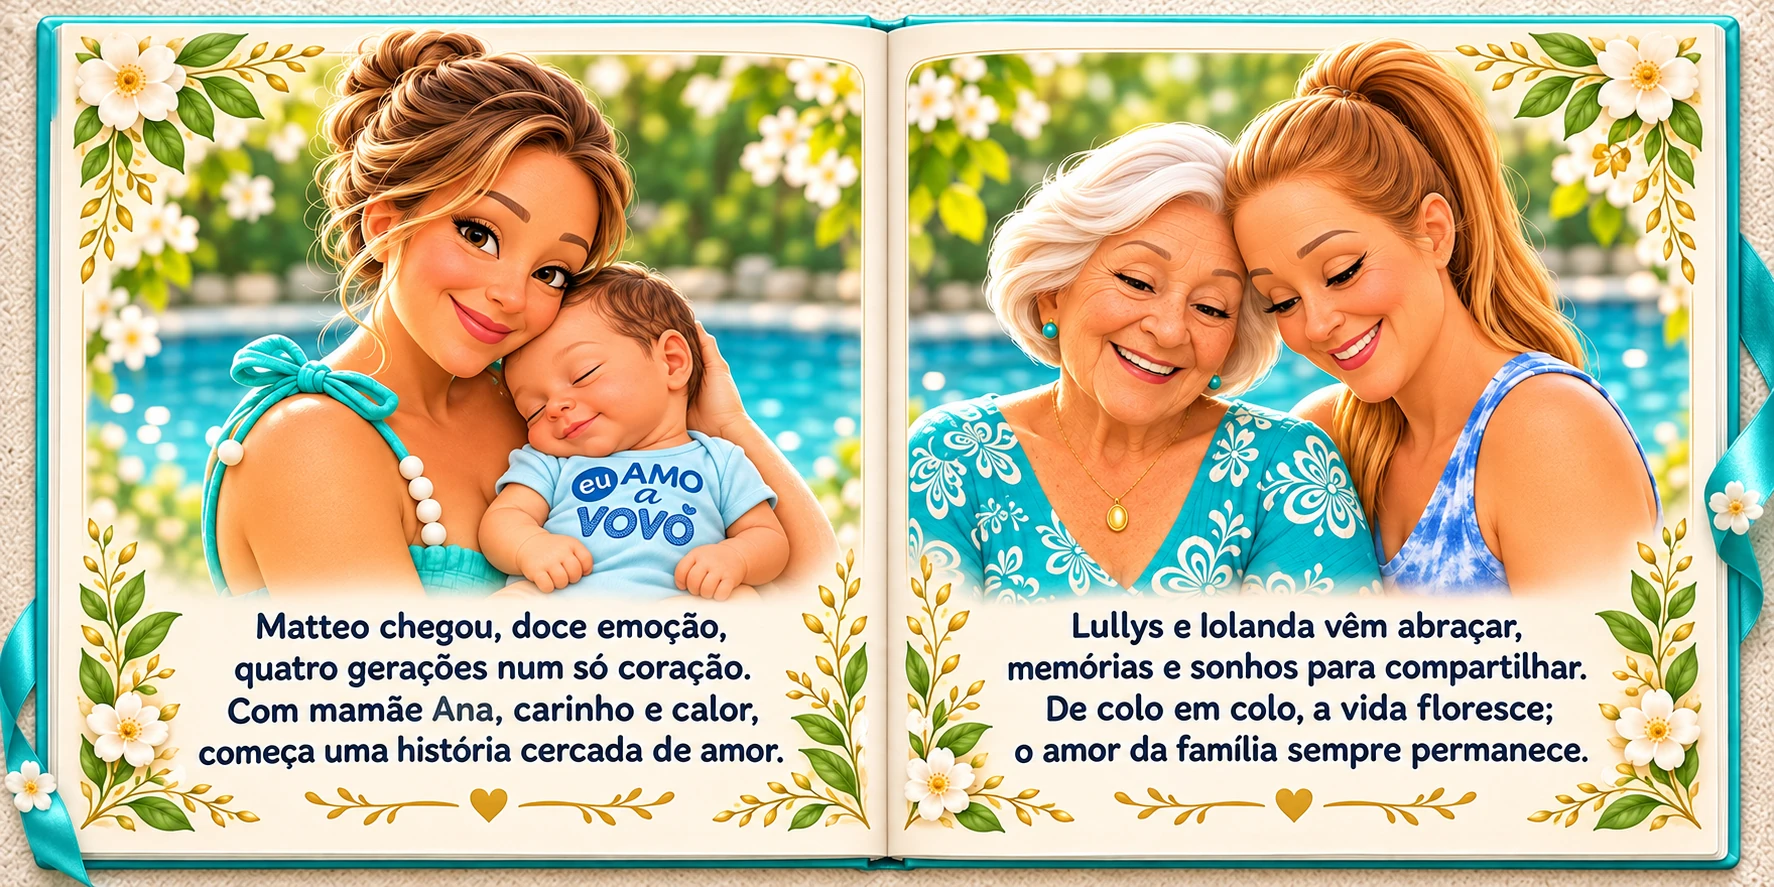 eu AMO
a
VOVÓ
Matteo chegou, doce emoção,
quatro gerações num só coração.
Com mamãe Ana, carinho e calor,
começa uma história cercada de amor.
Lullys e Iolanda vêm abraçar,
memórias e sonhos para compartilhar.
De colo em colo, a vida floresce;
o amor da família sempre permanece.